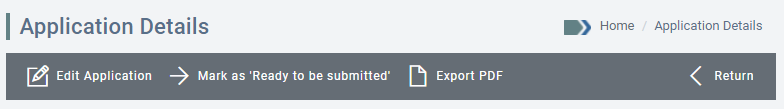 Application Details
Home / Application Details
Edit Application
Mark as 'Ready to be submitted'
Export PDF
Return